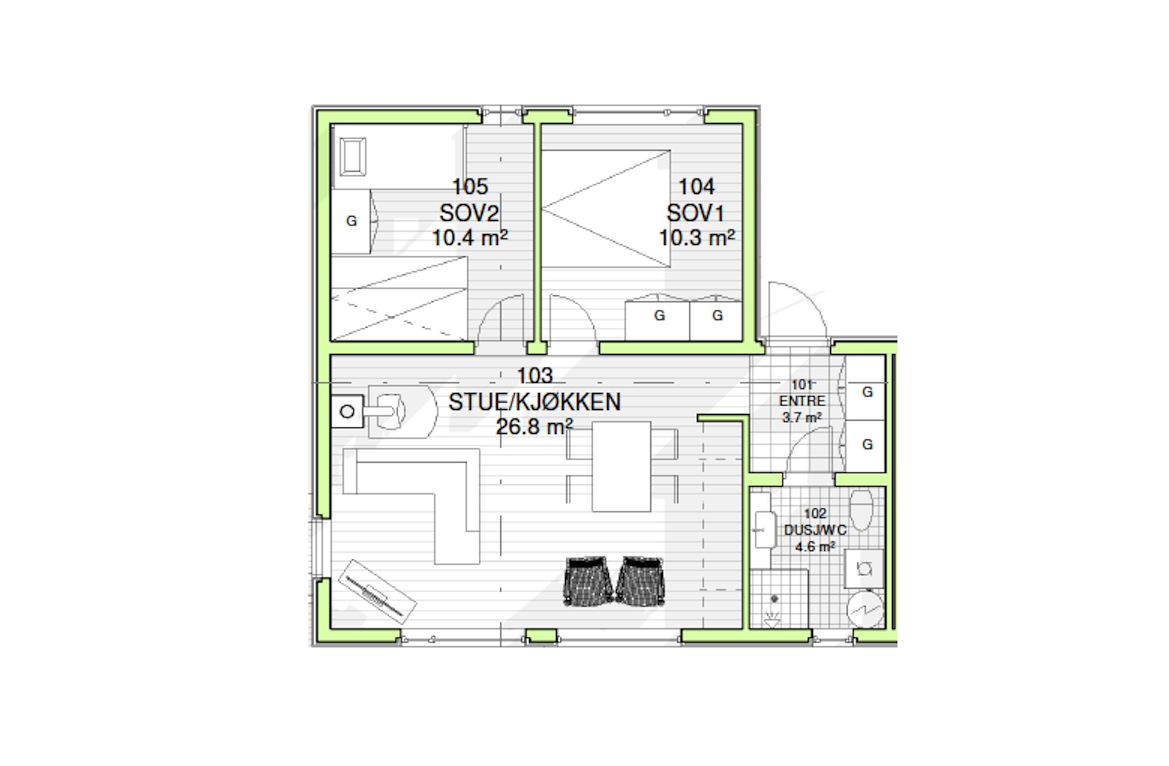 105
SOV2
10.4 m²
104
SOV1
10.3 m²
G
G
G
103
STUE/KJØKKEN
26.8 m²
101
ENTRE
3.7 m²
G
G
102
DUSJ/WC
4.6 m²